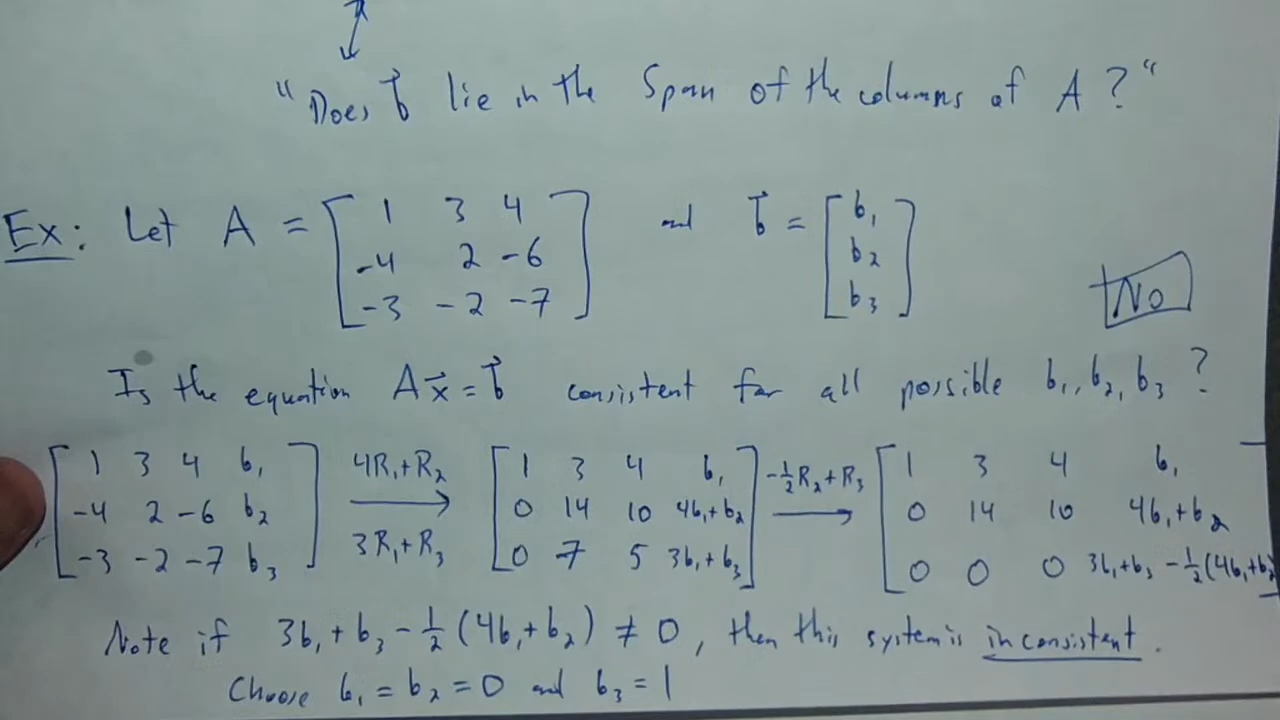 "Does b⃗ lie in the Span of the columns of A?"
Ex: Let A = [ 1 3 4 and b⃗ = [ b₁
-4 2 -6 b₂
-3 -2 -7 ] b₃ ]
No
Is the equation Ax⃗ = b⃗ consistent for all possible b₁, b₂, b₃ ?
[ 1 3 4 b₁ 4R₁+R₂ [ 1 3 4 b₁ -½R₂+R₃ [ 1 3 4 b₁
-4 2 -6 b₂ → 0 14 10 4b₁+b₂ → 0 14 10 4b₁+b₂
-3 -2 -7 b₃ ] 3R₁+R₃ 0 7 5 3b₁+b₃ ] 0 0 0 3b₁+b₃ -½(4b₁+b₂
Note if 3b₁+b₃-½(4b₁+b₂) ≠ 0, then this system is inconsistent.
Choose b₁ = b₂ = 0 and b₃ = 1